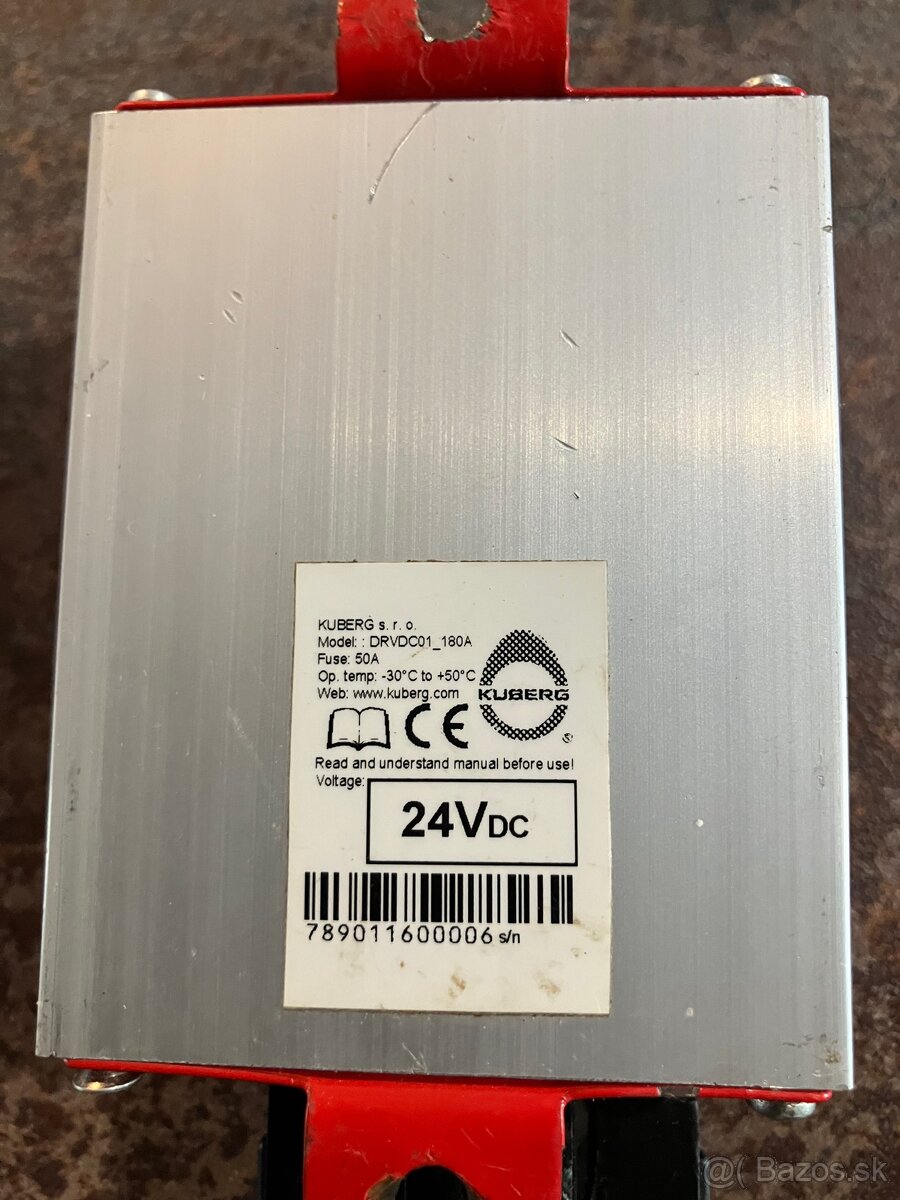 KUBERG s. r. o.
Model: : DRVDC01_180A
Fuse: 50A
Op. temp: -30°C to +50°C
Web: www.kuberg.com
KUBERG
®
CE
Read and understand manual before use!
Voltage:
24VDC
789011600006 s/n
@( Bazos.sk